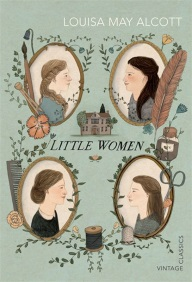 LOUISA MAY ALCOTT
LITTLE WOMEN
VINTAGE
CLASSICS